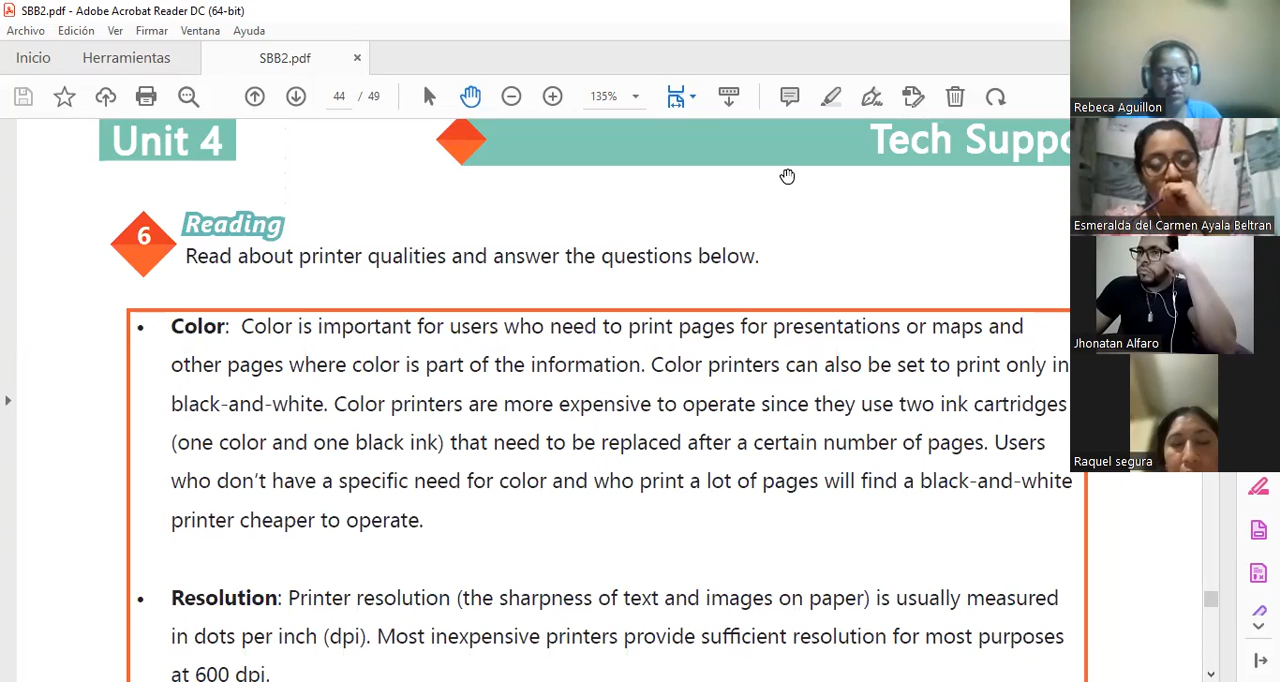 SBB2.pdf - Adobe Acrobat Reader DC (64-bit)
Archivo Edición Ver Firmar Ventana Ayuda
Inicio Herramientas SBB2.pdf ×
44 / 49 135%
Unit 4
Tech Suppo
6 Reading
Read about printer qualities and answer the questions below.
• Color: Color is important for users who need to print pages for presentations or maps and
other pages where color is part of the information. Color printers can also be set to print only in
black-and-white. Color printers are more expensive to operate since they use two ink cartridges
(one color and one black ink) that need to be replaced after a certain number of pages. Users
who don't have a specific need for color and who print a lot of pages will find a black-and-white
printer cheaper to operate.
• Resolution: Printer resolution (the sharpness of text and images on paper) is usually measured
in dots per inch (dpi). Most inexpensive printers provide sufficient resolution for most purposes
at 600 dpi.
Rebeca Aguillon
Esmeralda del Carmen Ayala Beltran
Jhonatan Alfaro
Raquel segura